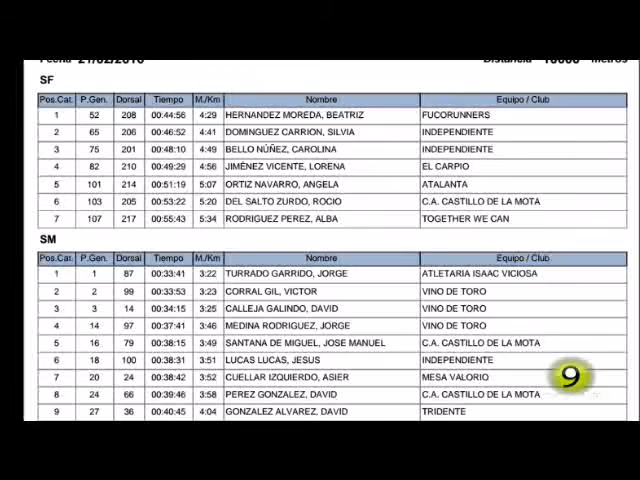 Fecha 21/02/2016 Distancia 10000 metros
SF
Pos.Cat. P.Gen. Dorsal Tiempo M./Km Nombre Equipo / Club
1 52 208 00:44:56 4:29 HERNANDEZ MOREDA, BEATRIZ FUCORUNNERS
2 65 206 00:46:52 4:41 DOMINGUEZ CARRION, SILVIA INDEPENDIENTE
3 75 201 00:48:10 4:49 BELLO NÚÑEZ, CAROLINA INDEPENDIENTE
4 82 210 00:49:29 4:56 JIMÉNEZ VICENTE, LORENA EL CARPIO
5 101 214 00:51:19 5:07 ORTIZ NAVARRO, ANGELA ATALANTA
6 103 205 00:53:22 5:20 DEL SALTO ZURDO, ROCIO C.A. CASTILLO DE LA MOTA
7 107 217 00:55:43 5:34 RODRIGUEZ PEREZ, ALBA TOGETHER WE CAN
SM
Pos.Cat. P.Gen. Dorsal Tiempo M./Km Nombre Equipo / Club
1 1 87 00:33:41 3:22 TURRADO GARRIDO, JORGE ATLETARIA ISAAC VICIOSA
2 2 99 00:33:53 3:23 CORRAL GIL, VICTOR VINO DE TORO
3 3 14 00:34:15 3:25 CALLEJA GALINDO, DAVID VINO DE TORO
4 14 97 00:37:41 3:46 MEDINA RODRIGUEZ, JORGE VINO DE TORO
5 16 79 00:38:15 3:49 SANTANA DE MIGUEL, JOSE MANUEL C.A. CASTILLO DE LA MOTA
6 18 100 00:38:31 3:51 LUCAS LUCAS, JESUS INDEPENDIENTE
7 20 24 00:38:42 3:52 CUELLAR IZQUIERDO, ASIER MESA VALORIO
9
8 24 66 00:39:46 3:58 PEREZ GONZALEZ, DAVID C.A. CASTILLO DE LA MOTA
9 27 36 00:40:45 4:04 GONZALEZ ALVAREZ, DAVID TRIDENTE